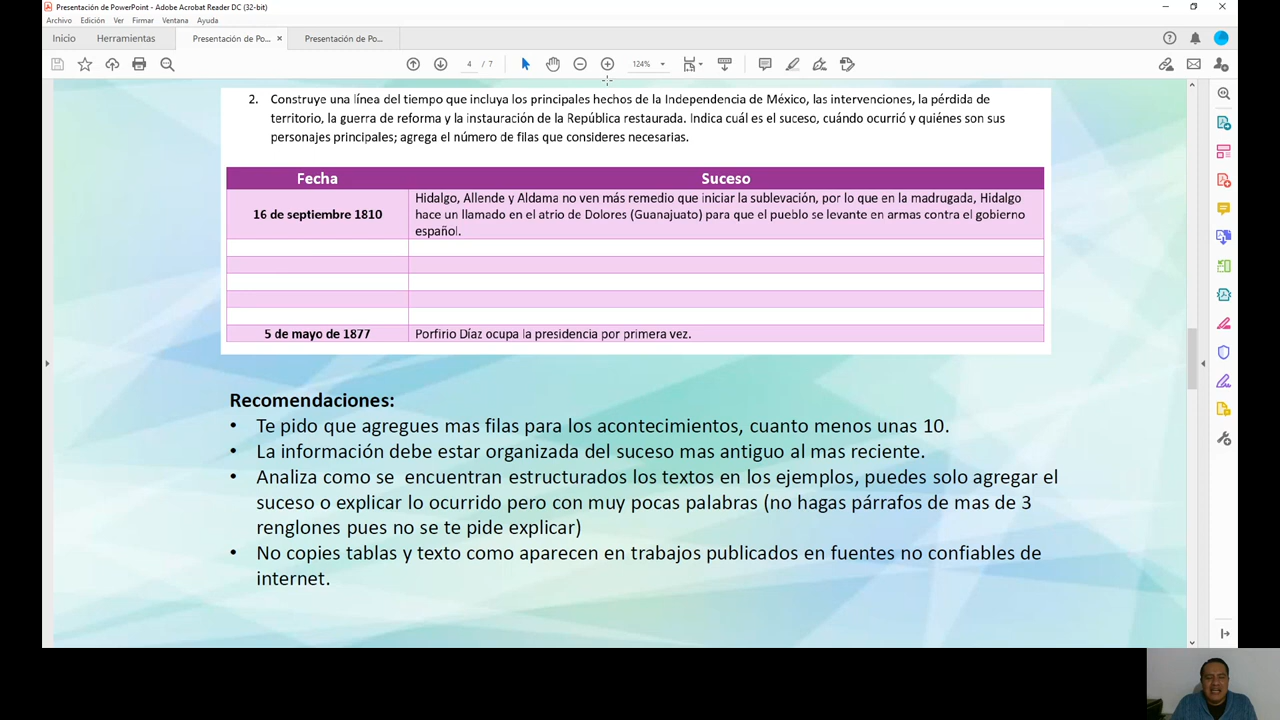 Presentación de PowerPoint - Adobe Acrobat Reader DC (32-bit)
Archivo Edición Ver Firmar Ventana Ayuda
Inicio Herramientas Presentación de Po... × Presentación de Po...
4 / 7 124%
2. Construye una línea del tiempo que incluya los principales hechos de la Independencia de México, las intervenciones, la pérdida de
territorio, la guerra de reforma y la instauración de la República restaurada. Indica cuál es el suceso, cuándo ocurrió y quiénes son sus
personajes principales; agrega el número de filas que consideres necesarias.
Fecha Suceso
Hidalgo, Allende y Aldama no ven más remedio que iniciar la sublevación, por lo que en la madrugada, Hidalgo
16 de septiembre 1810 hace un llamado en el atrio de Dolores (Guanajuato) para que el pueblo se levante en armas contra el gobierno
español.
5 de mayo de 1877 Porfirio Díaz ocupa la presidencia por primera vez.
Recomendaciones:
• Te pido que agregues mas filas para los acontecimientos, cuanto menos unas 10.
• La información debe estar organizada del suceso mas antiguo al mas reciente.
• Analiza como se encuentran estructurados los textos en los ejemplos, puedes solo agregar el
suceso o explicar lo ocurrido pero con muy pocas palabras (no hagas párrafos de mas de 3
renglones pues no se te pide explicar)
• No copies tablas y texto como aparecen en trabajos publicados en fuentes no confiables de
internet.